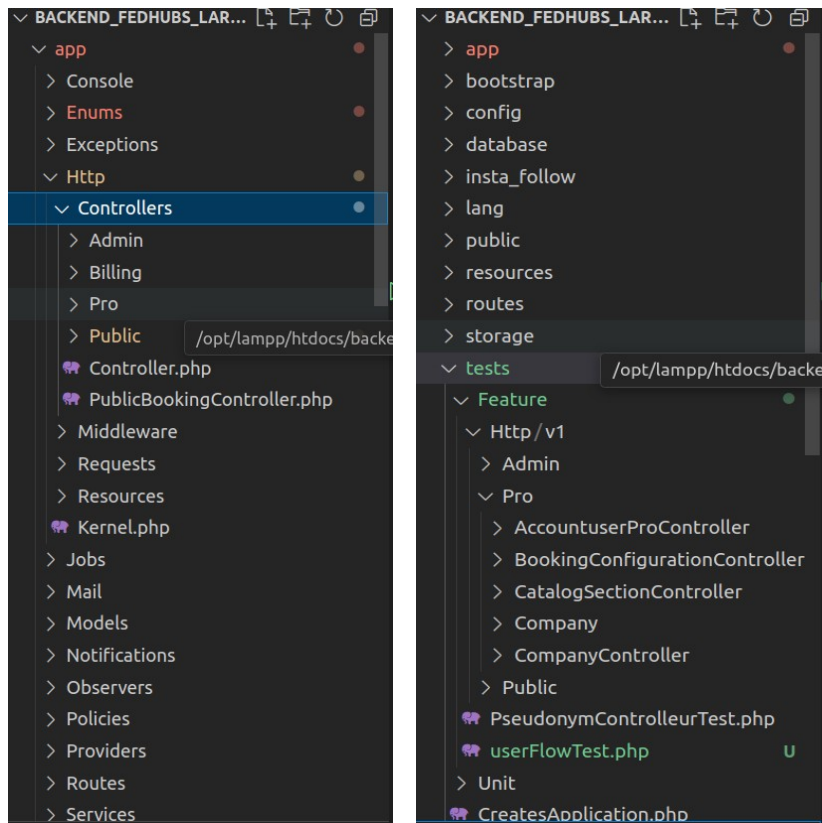 BACKEND_FEDHUBS_LAR...
app
Console
Enums
Exceptions
Http
Controllers
Admin
Billing
Pro
Public
/opt/lampp/htdocs/backe
Controller.php
PublicBookingController.php
Middleware
Requests
Resources
Kernel.php
Jobs
Mail
Models
Notifications
Observers
Policies
Providers
Routes
Services
BACKEND_FEDHUBS_LAR...
app
bootstrap
config
database
insta_follow
lang
public
resources
routes
storage
tests
/opt/lampp/htdocs/backe
Feature
Http/v1
Admin
Pro
AccountuserProController
BookingConfigurationController
CatalogSectionController
Company
CompanyController
Public
PseudonymControlleurTest.php
userFlowTest.php U
Unit
CreatesApplication.php